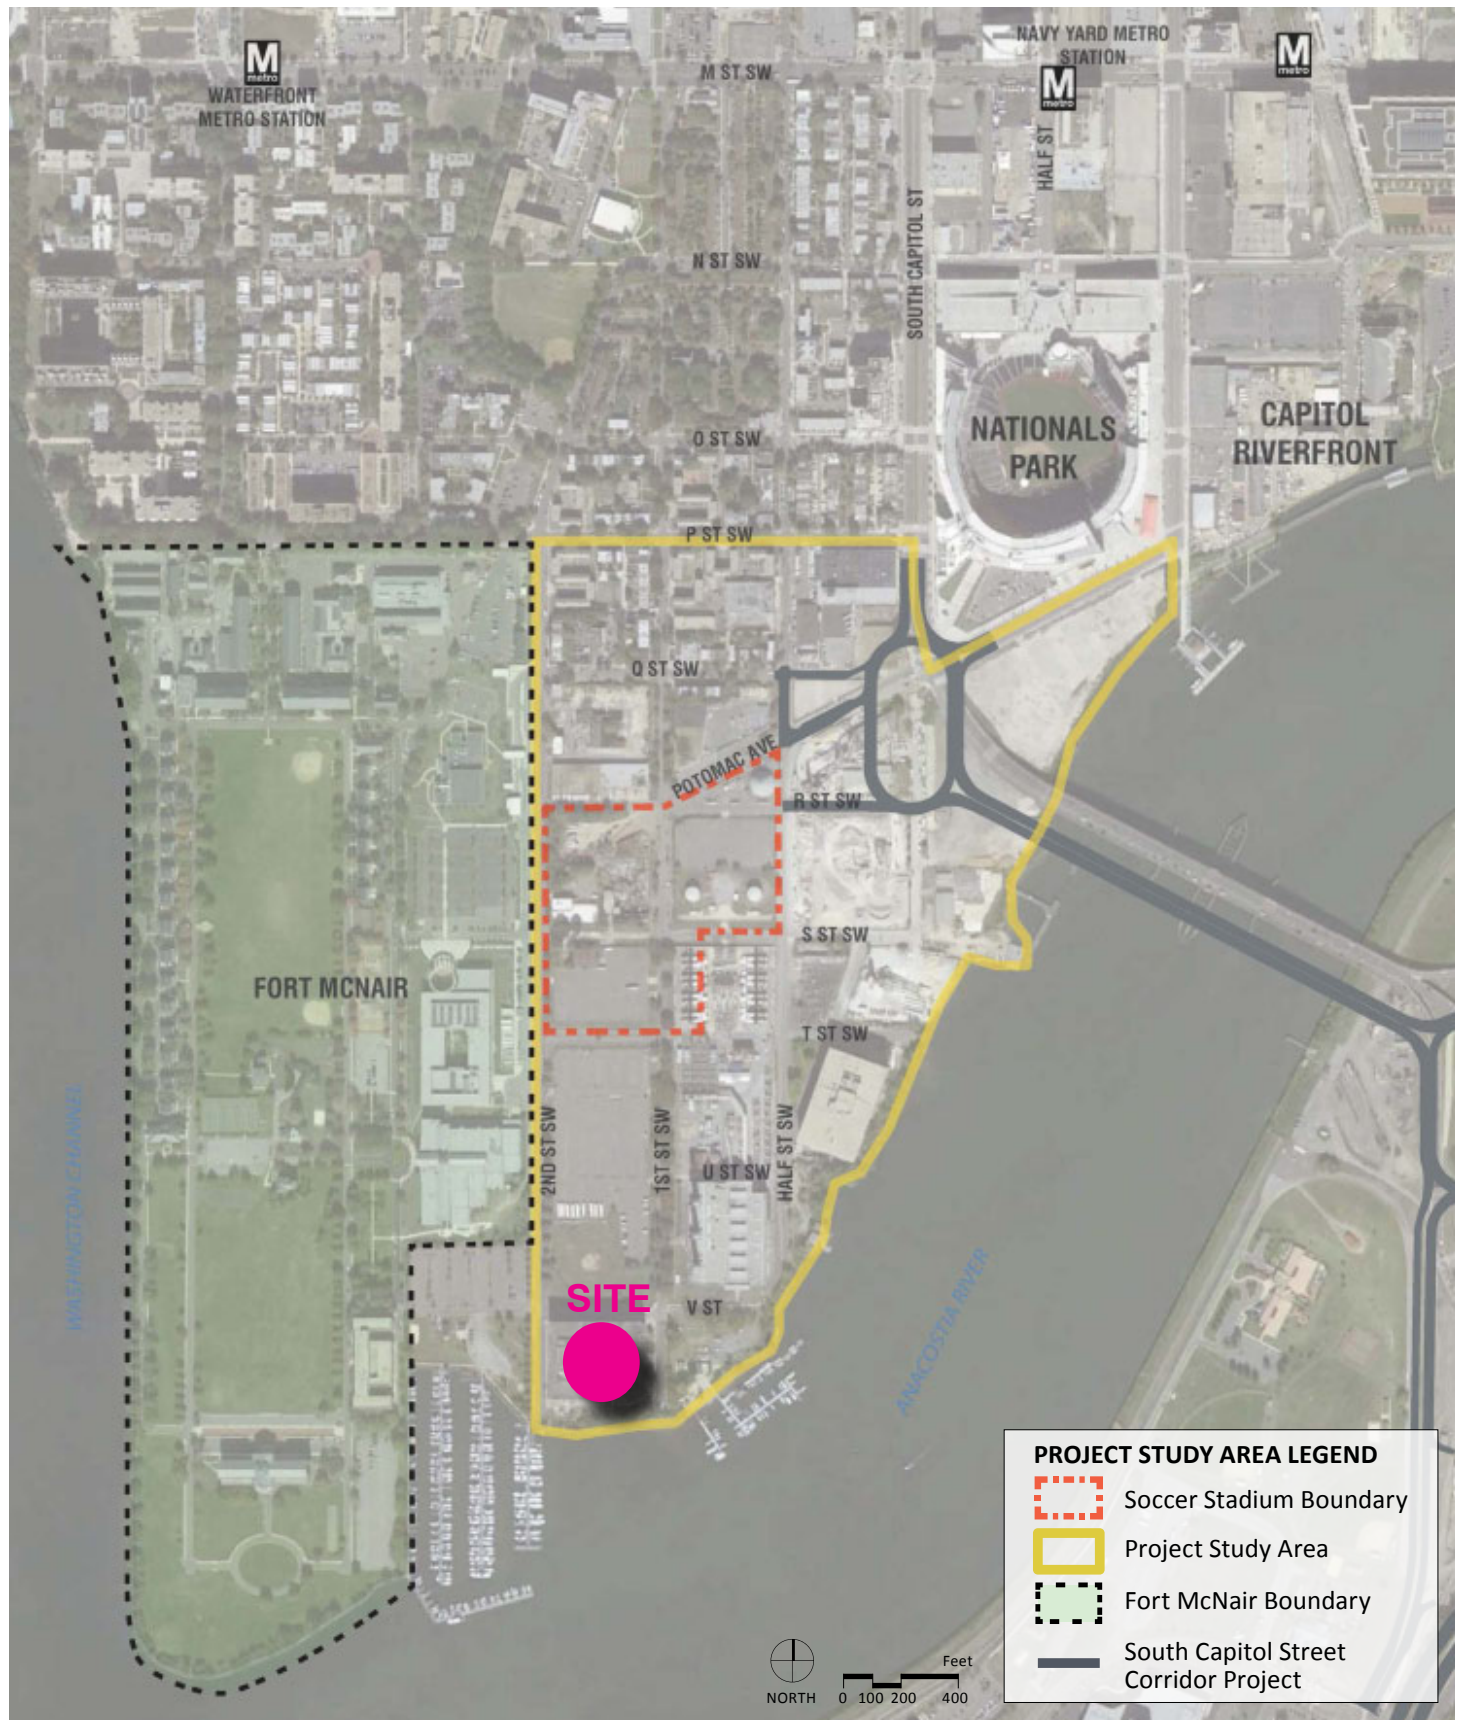 M
metro
WATERFRONT
METRO STATION
M ST SW
NAVY YARD METRO
STATION
M
metro
M
metro
HALF ST
N ST SW
SOUTH CAPITOL ST
NATIONALS
PARK
CAPITOL
RIVERFRONT
O ST SW
P ST SW
Q ST SW
POTOMAC AVE
R ST SW
S ST SW
FORT MCNAIR
T ST SW
WASHINGTON CHANNEL
2ND ST SW
1ST ST SW
U ST SW
HALF ST SW
SITE
V ST
ANACOSTIA RIVER
PROJECT STUDY AREA LEGEND
Soccer Stadium Boundary
Project Study Area
Fort McNair Boundary
South Capitol Street
Corridor Project
NORTH
Feet
0 100 200 400